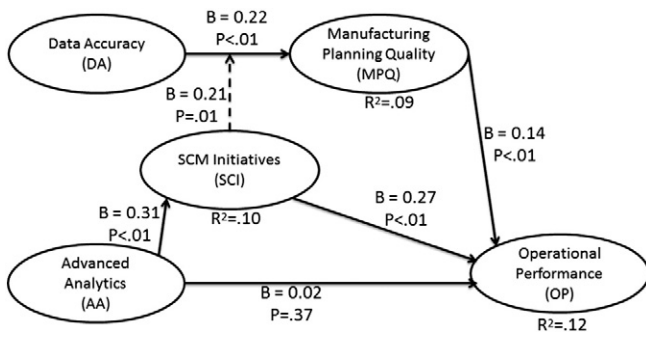 Data Accuracy
(DA)
B = 0.22
P<.01
Manufacturing
Planning Quality
(MPQ)
R²=.09
B = 0.21
P=.01
B = 0.14
P<.01
SCM Initiatives
(SCI)
R²=.10
B = 0.31
P<.01
B = 0.27
P<.01
Advanced
Analytics
(AA)
B = 0.02
P=.37
Operational
Performance
(OP)
R²=.12